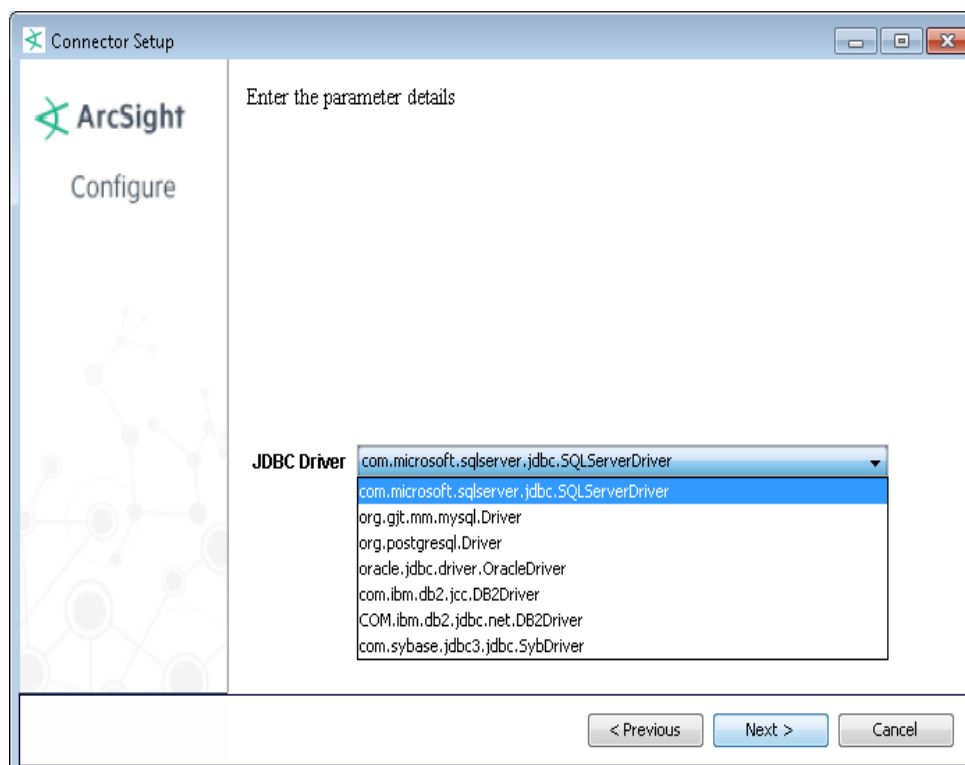 Connector Setup
ArcSight
Configure
Enter the parameter details
JDBC Driver com.microsoft.sqlserver.jdbc.SQLServerDriver
com.microsoft.sqlserver.jdbc.SQLServerDriver
org.gjt.mm.mysql.Driver
org.postgresql.Driver
oracle.jdbc.driver.OracleDriver
com.ibm.db2.jcc.DB2Driver
COM.ibm.db2.jdbc.net.DB2Driver
com.sybase.jdbc3.jdbc.SybDriver
< Previous Next > Cancel